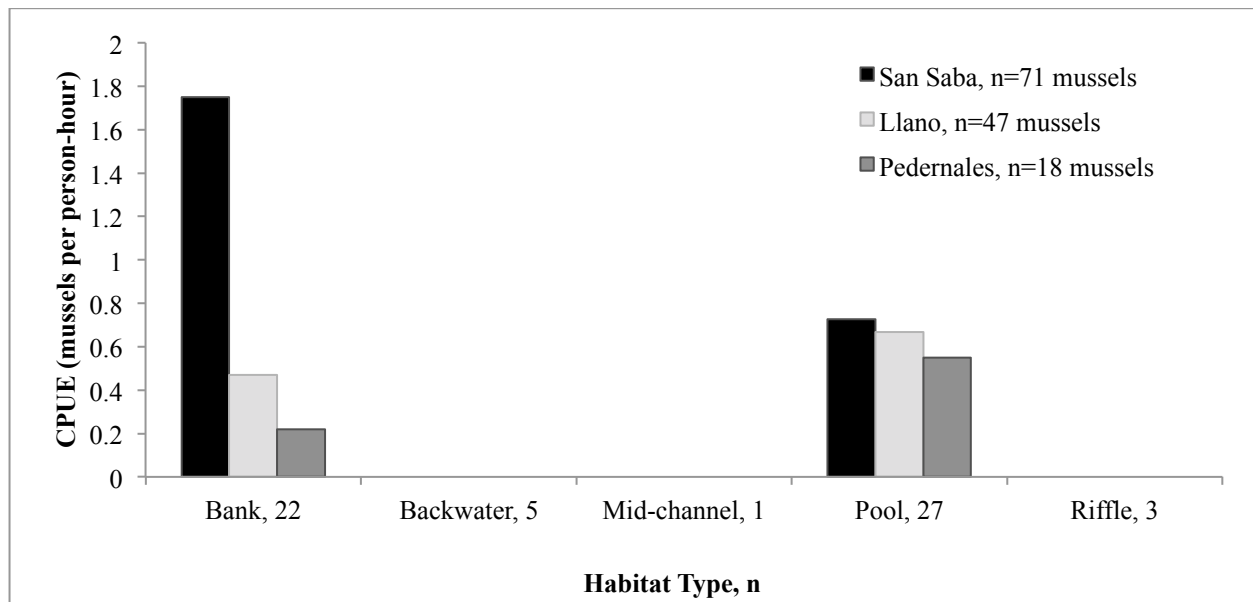 2
1.8
1.6
1.4
1.2
1
0.8
0.6
0.4
0.2
0
CPUE (mussels per person-hour)
San Saba, n=71 mussels
Llano, n=47 mussels
Pedernales, n=18 mussels
Bank, 22
Backwater, 5
Mid-channel, 1
Pool, 27
Riffle, 3
Habitat Type, n